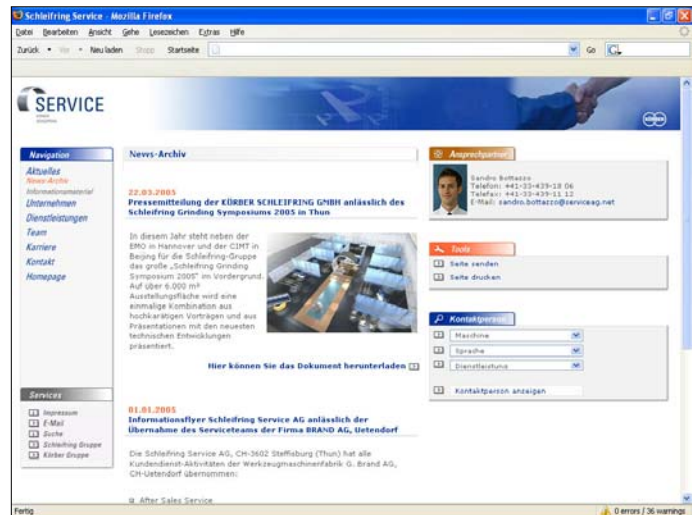 Schleifring Service - Mozilla Firefox
Datei Bearbeiten Ansicht Gehe Lesezeichen Extras Hilfe
Zurück Vor Neu laden Stopp Startseite Go
SERVICE
KÖRBER
Navigation
Aktuelles
News-Archiv
Informationsmaterial
Unternehmen
Dienstleistungen
Team
Karriere
Kontakt
Homepage
Services
Impressum
E-Mail
Suche
Schleifring Gruppe
Körber Gruppe
News-Archiv
22.03.2005
Pressemitteilung der KÖRBER SCHLEIFRING GMBH anlässlich des
Schleifring Grinding Symposiums 2005 in Thun
In diesem Jahr steht neben der
EMO in Hannover und der CIMT in
Beijing für die Schleifring-Gruppe
das große „Schleifring Grinding
Symposium 2005" im Vordergrund.
Auf über 6.000 m²
Ausstellungsfläche wird eine
einmalige Kombination aus
hochkarätigen Vorträgen und aus
Präsentationen mit den neuesten
technischen Entwicklungen
präsentiert.
Hier können Sie das Dokument herunterladen
01.01.2005
Informationsflyer Schleifring Service AG anlässlich der
Übernahme des Serviceteams der Firma BRAND AG, Uetendorf
Die Schleifring Service AG, CH-3602 Steffisburg (Thun) hat alle
Kundendienst-Aktivitäten der Werkzeugmaschinenfabrik G. Brand AG,
CH-Uetendorf übernommen:
After Sales Service
Ansprechpartner
Sandro Bottazzo
Telefon: +41-33-439-18 06
Telefax: +41-33-439-11 12
E-Mail: sandro.bottazzo@serviceag.net
Tools
Seite senden
Seite drucken
Kontaktperson
Maschine
Sprache
Dienstleistung
Kontaktperson anzeigen
Fertig
0 errors / 36 warnings